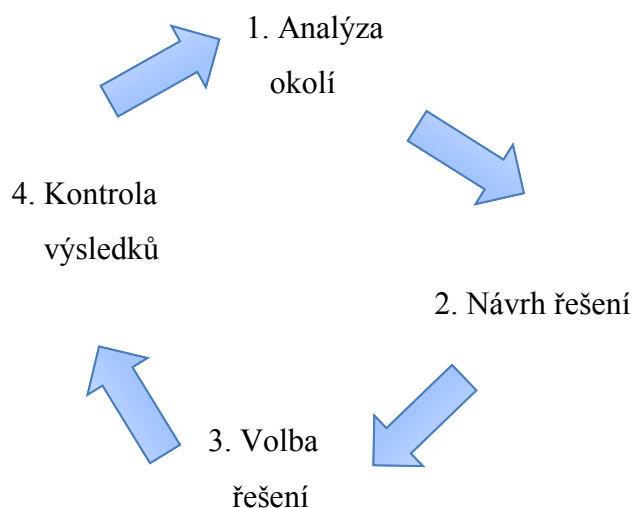 1. Analýza
okolí
2. Návrh řešení
3. Volba
řešení
4. Kontrola
výsledků